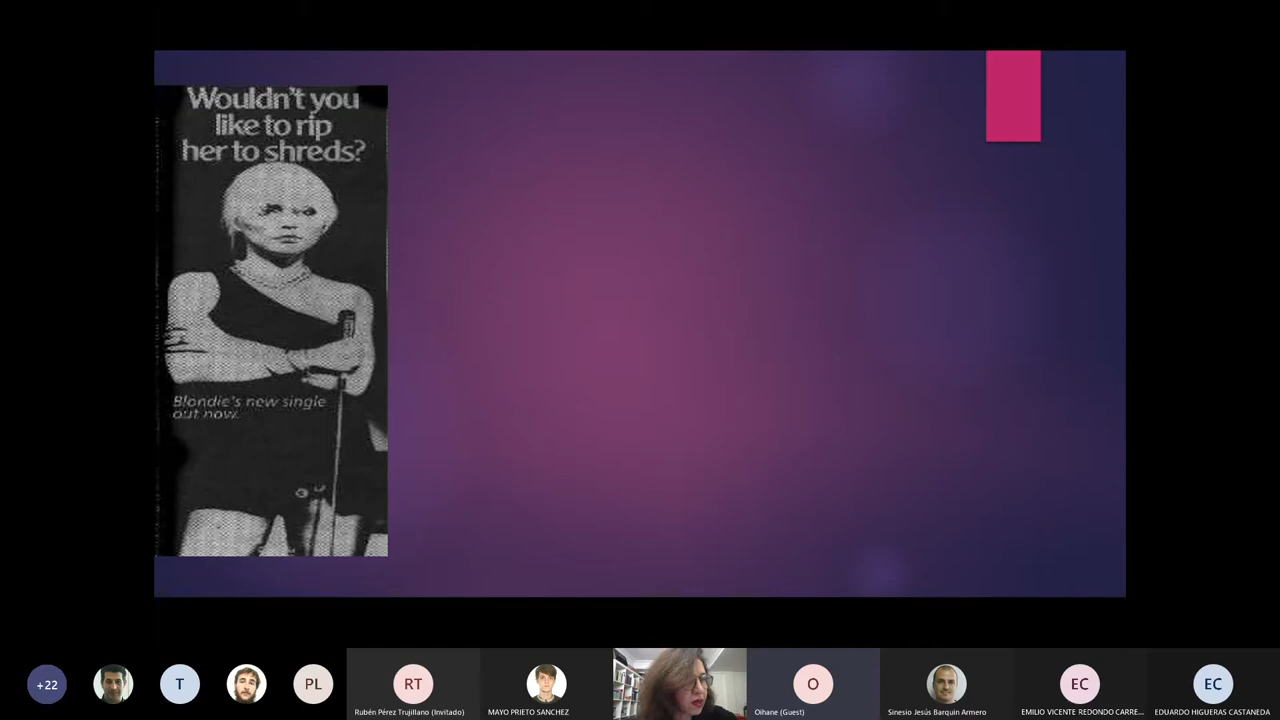 Wouldn't you
like to rip
her to shreds?
Blondie's new single
out now.
+22
T
PL
RT
Rubén Pérez Trujillano (Invitado)
MAYO PRIETO SANCHEZ
O
Oihane (Guest)
Sinesio Jesús Barquin Armero
EC
EMILIO VICENTE REDONDO CARRE...
EC
EDUARDO HIGUERAS CASTANEDA